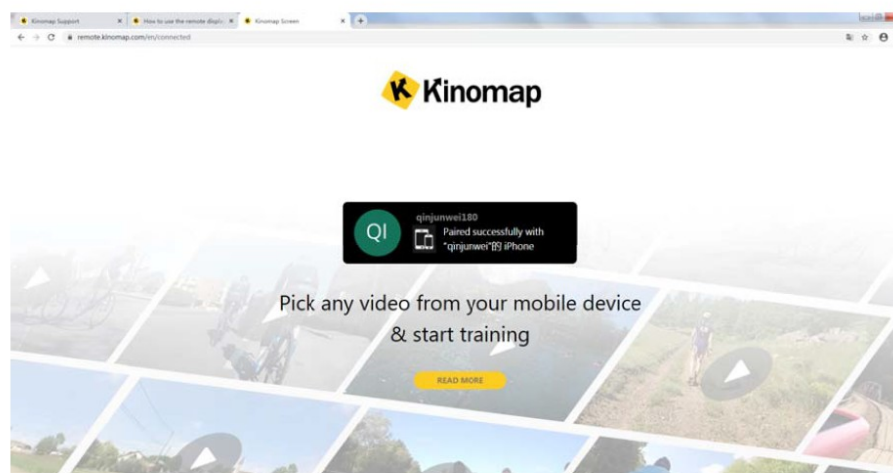 Kinomap Support
How to use the remote displa
Kinomap Screen
remote.kinomap.com/en/connected
Kinomap
QI
qinjunwei180
Paired successfully with
"qinjunwei"的 iPhone
Pick any video from your mobile device
& start training
READ MORE